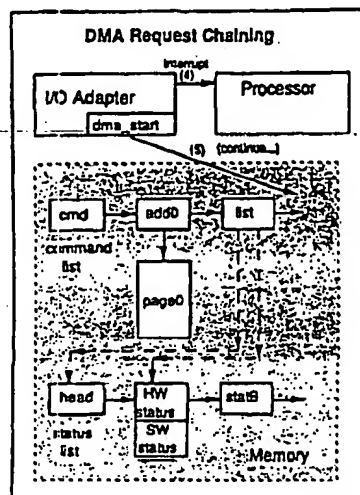 DMA Request Chaining
Interrupt
(4)
I/O Adapter
Processor
dma_start
(5) (continue...)
cmd
add0
list
command
list
page0
head
HW
status
stat9
SW
status
status
list
Memory